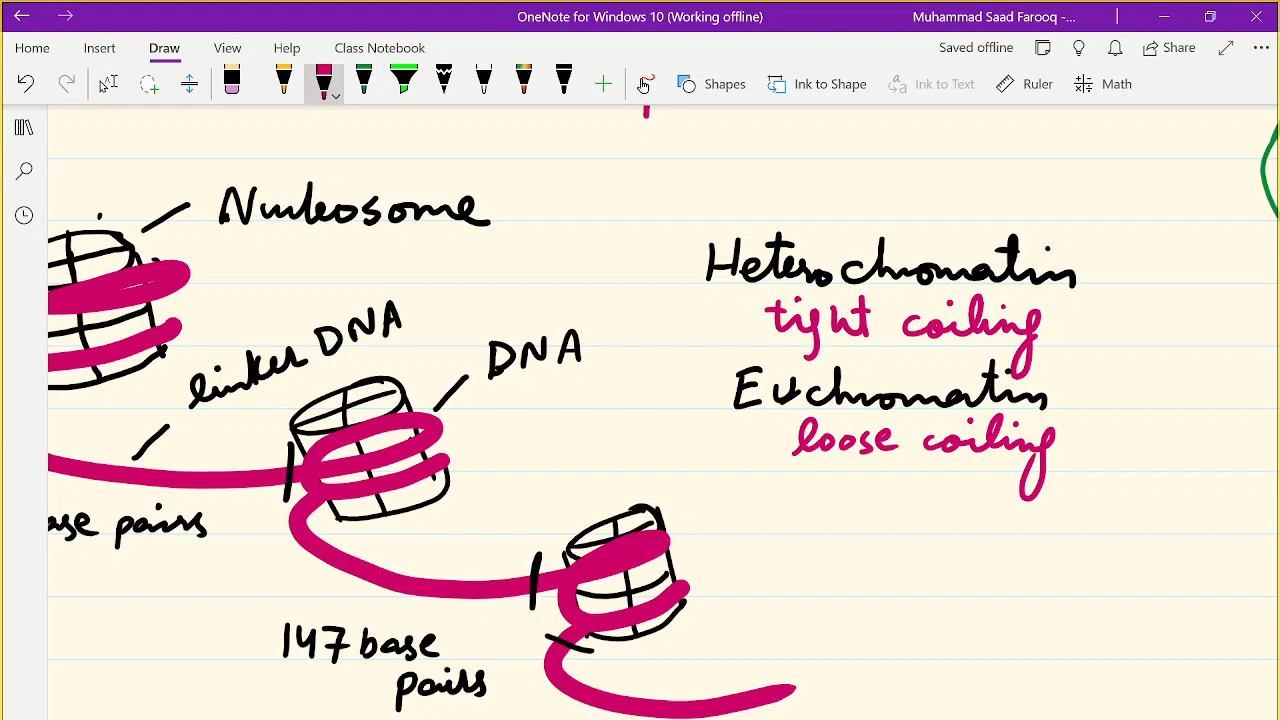 OneNote for Windows 10 (Working offline)
Muhammad Saad Farooq -...
Home Insert Draw View Help Class Notebook
Saved offline
Share
Shapes
Ink to Shape
Ink to Text
Ruler
Math
Nucleosome
linker DNA
DNA
ase pairs
147 base
pairs
Heterochromatin
tight coiling
Euchromatin
loose coiling